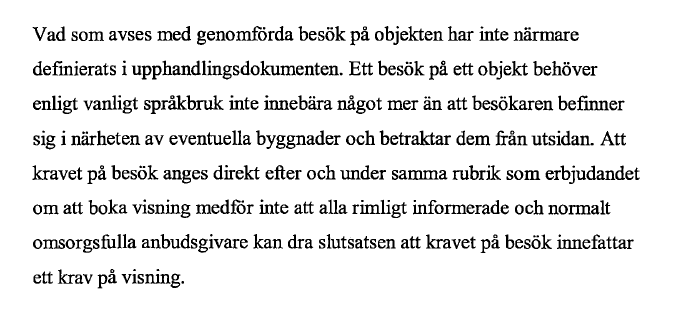 Vad som avses med genomförda besök på objekten har inte närmare
definierats i upphandlingsdokumenten. Ett besök på ett objekt behöver
enligt vanligt språkbruk inte innebära något mer än att besökaren befinner
sig i närheten av eventuella byggnader och betraktar dem från utsidan. Att
kravet på besök anges direkt efter och under samma rubrik som erbjudandet
om att boka visning medför inte att alla rimligt informerade och normalt
omsorgsfulla anbudsgivare kan dra slutsatsen att kravet på besök innefattar
ett krav på visning.